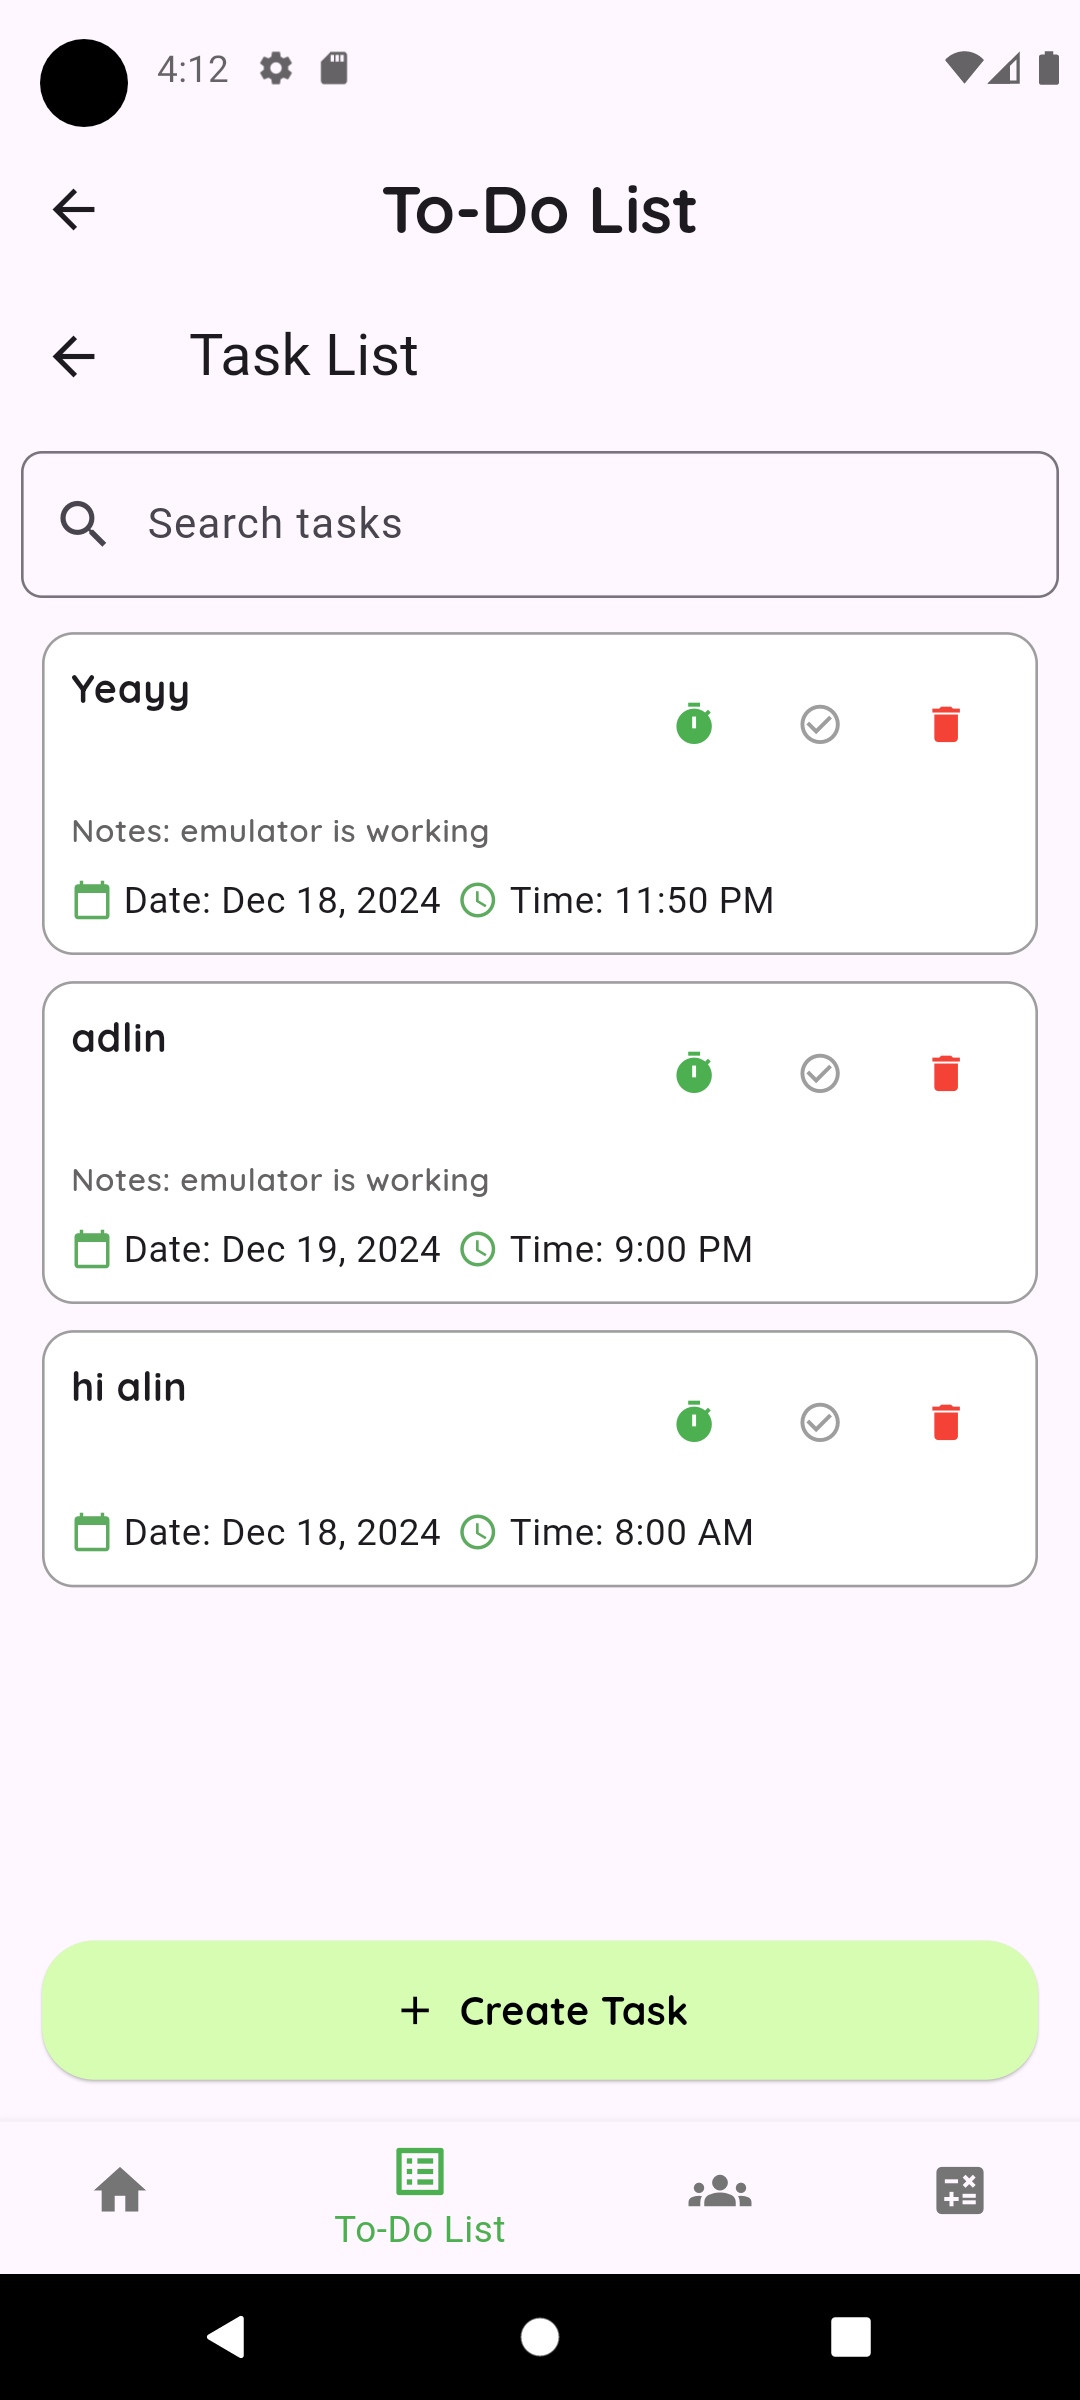 4:12
To-Do List
Task List
Search tasks
Yeayy
Notes: emulator is working
Date: Dec 18, 2024 Time: 11:50 PM
adlin
Notes: emulator is working
Date: Dec 19, 2024 Time: 9:00 PM
hi alin
Date: Dec 18, 2024 Time: 8:00 AM
+ Create Task
To-Do List